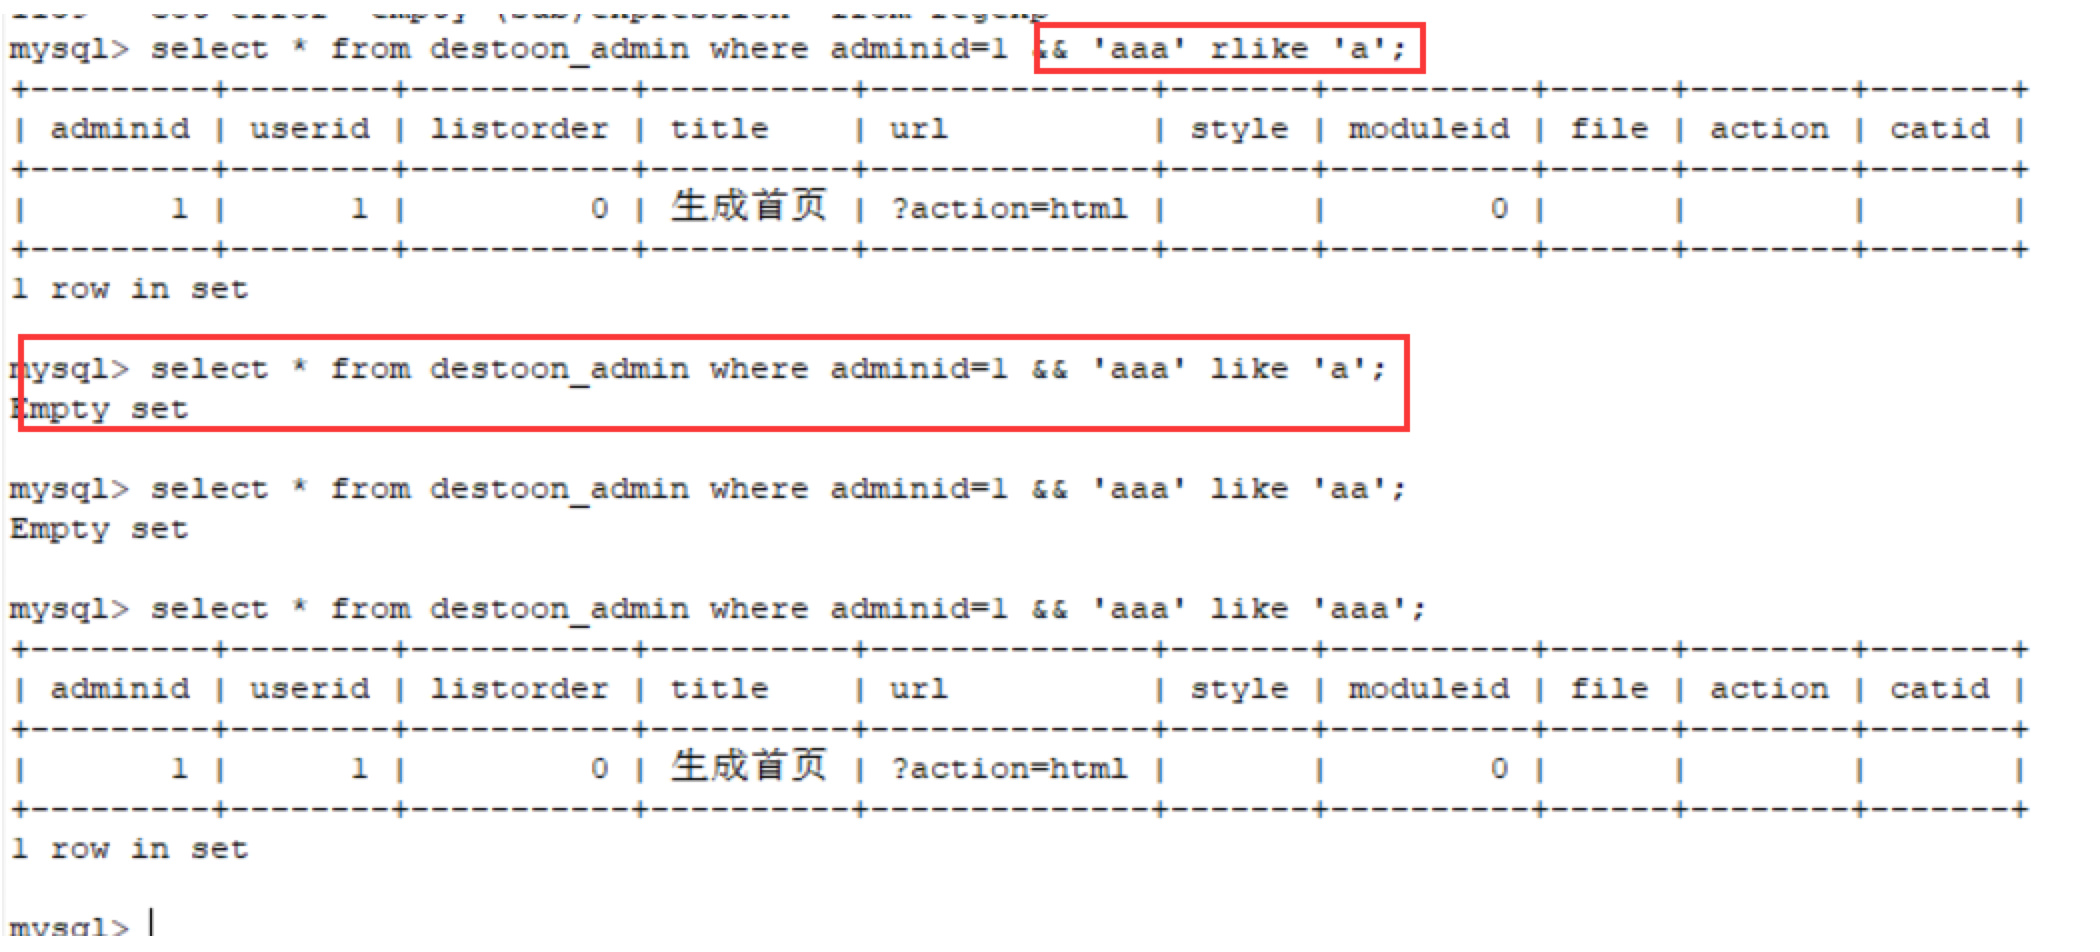 mysql> select * from destoon_admin where adminid=1 && 'aaa' rlike 'a';
+---------+--------+-----------+----------+--------------+-------+----------+------+--------+-------+
| adminid | userid | listorder | title    | url          | style | moduleid | file | action | catid |
+---------+--------+-----------+----------+--------------+-------+----------+------+--------+-------+
|       1 |      1 |         0 | 生成首页 | ?action=html |       |        0 |      |        |       |
+---------+--------+-----------+----------+--------------+-------+----------+------+--------+-------+
1 row in set
mysql> select * from destoon_admin where adminid=1 && 'aaa' like 'a';
Empty set
mysql> select * from destoon_admin where adminid=1 && 'aaa' like 'aa';
Empty set
mysql> select * from destoon_admin where adminid=1 && 'aaa' like 'aaa';
+---------+--------+-----------+----------+--------------+-------+----------+------+--------+-------+
| adminid | userid | listorder | title    | url          | style | moduleid | file | action | catid |
+---------+--------+-----------+----------+--------------+-------+----------+------+--------+-------+
|       1 |      1 |         0 | 生成首页 | ?action=html |       |        0 |      |        |       |
+---------+--------+-----------+----------+--------------+-------+----------+------+--------+-------+
1 row in set
mysql>